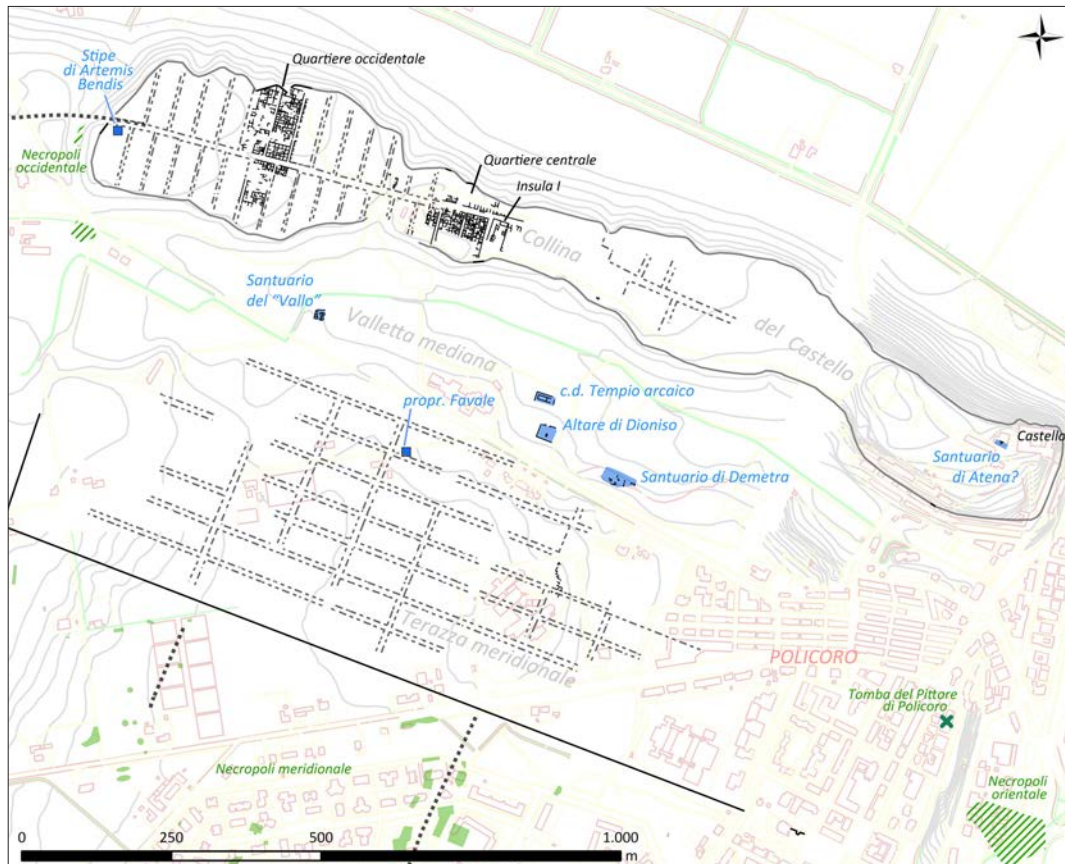 Stipe
di Artemis
Bendis
Quartiere occidentale
Necropoli
occidentale
Quartiere centrale
Insula I
Collina
del Castello
Santuario
del "Vallo"
Valletta mediana
propr. Favale
c.d. Tempio arcaico
Altare di Dioniso
Santuario di Demetra
Castello
Santuario
di Atena?
Terazza meridionale
POLICORO
Tomba del Pittore
di Policoro
Necropoli meridionale
Necropoli
orientale
0 250 500 1.000
m